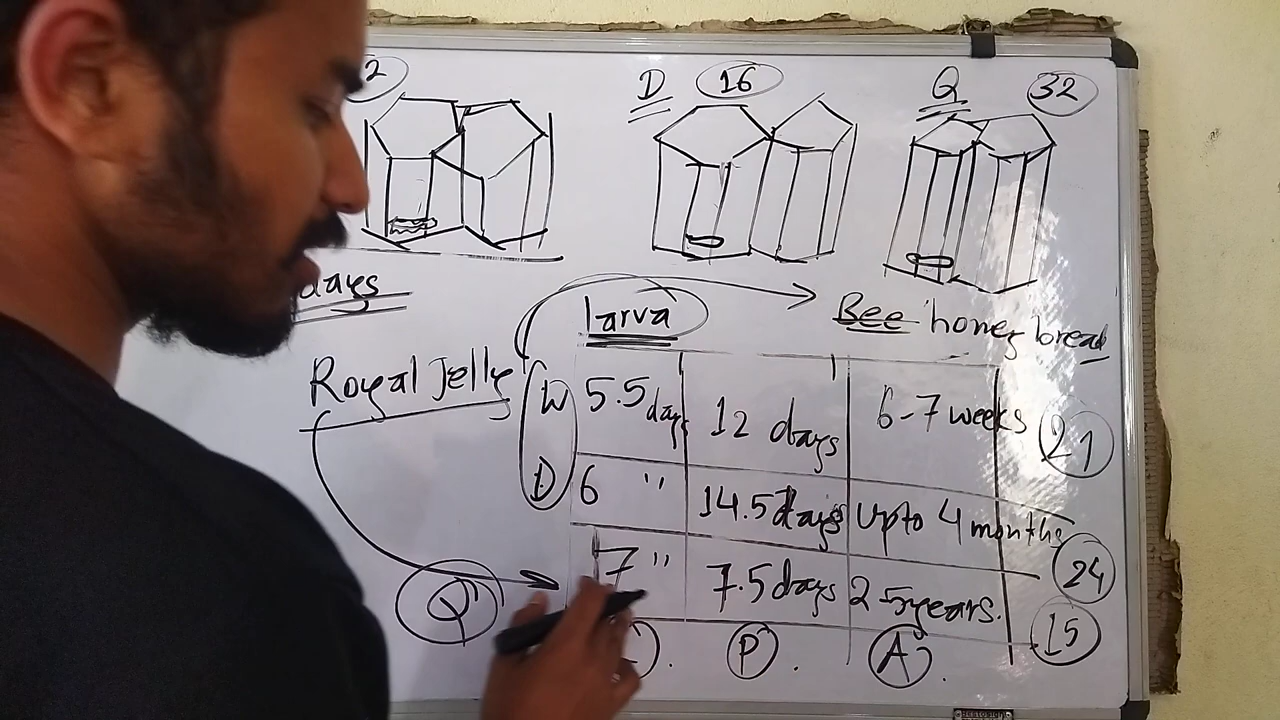 2 D 16 Q 32
days
larva
Bee honey bread
Royal Jelly
W 5.5 days 12 days 6-7 weeks 21
D 6 " 14.5 days Upto 4 months 24
Q 7 " 7.5 days 2-5 years. 15
P. A.